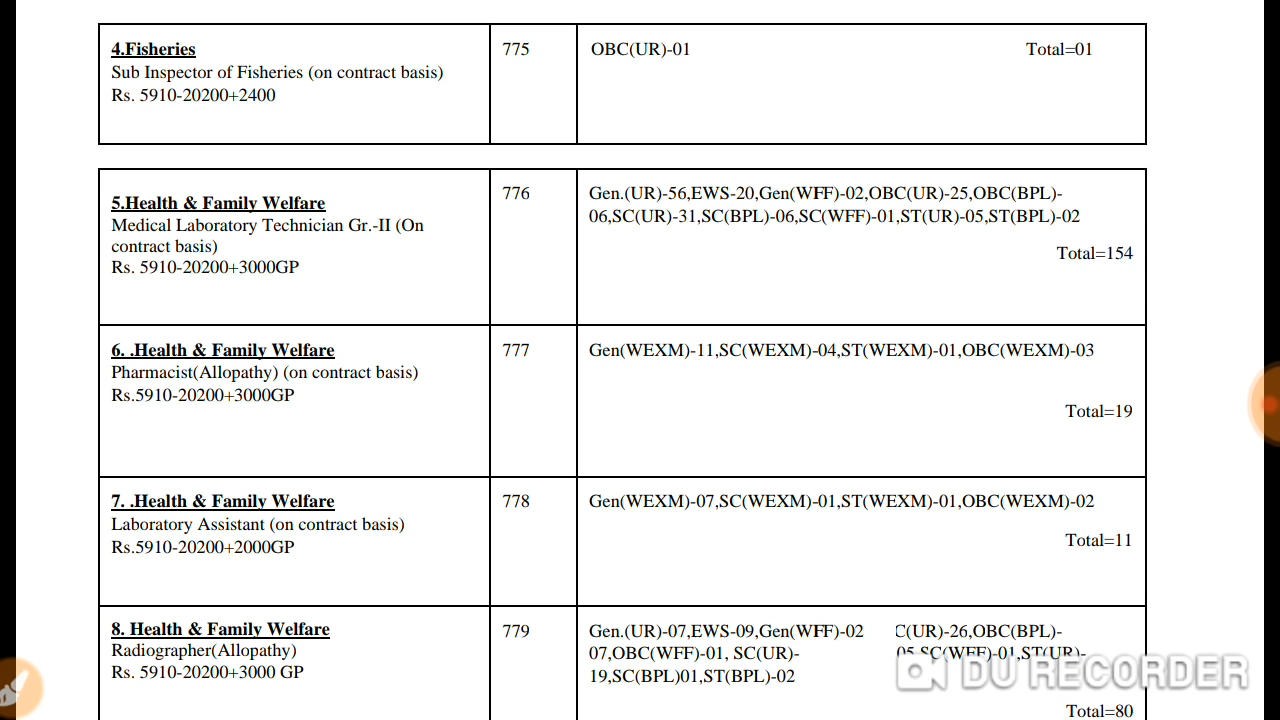 4.Fisheries
Sub Inspector of Fisheries (on contract basis)
Rs. 5910-20200+2400
775
OBC(UR)-01 Total=01
5.Health & Family Welfare
Medical Laboratory Technician Gr.-II (On
contract basis)
Rs. 5910-20200+3000GP
776
Gen.(UR)-56,EWS-20,Gen(WFF)-02,OBC(UR)-25,OBC(BPL)-
06,SC(UR)-31,SC(BPL)-06,SC(WFF)-01,ST(UR)-05,ST(BPL)-02
Total=154
6. .Health & Family Welfare
Pharmacist(Allopathy) (on contract basis)
Rs.5910-20200+3000GP
777
Gen(WEXM)-11,SC(WEXM)-04,ST(WEXM)-01,OBC(WEXM)-03
Total=19
7. .Health & Family Welfare
Laboratory Assistant (on contract basis)
Rs.5910-20200+2000GP
778
Gen(WEXM)-07,SC(WEXM)-01,ST(WEXM)-01,OBC(WEXM)-02
Total=11
8. Health & Family Welfare
Radiographer(Allopathy)
Rs. 5910-20200+3000 GP
779
Gen.(UR)-07,EWS-09,Gen(WFF)-02 C(UR)-26,OBC(BPL)-
07,OBC(WFF)-01, SC(UR)- 05,SC(WFF)-01,ST(UR)-
19,SC(BPL)01,ST(BPL)-02
Total=80
DU RECORDER